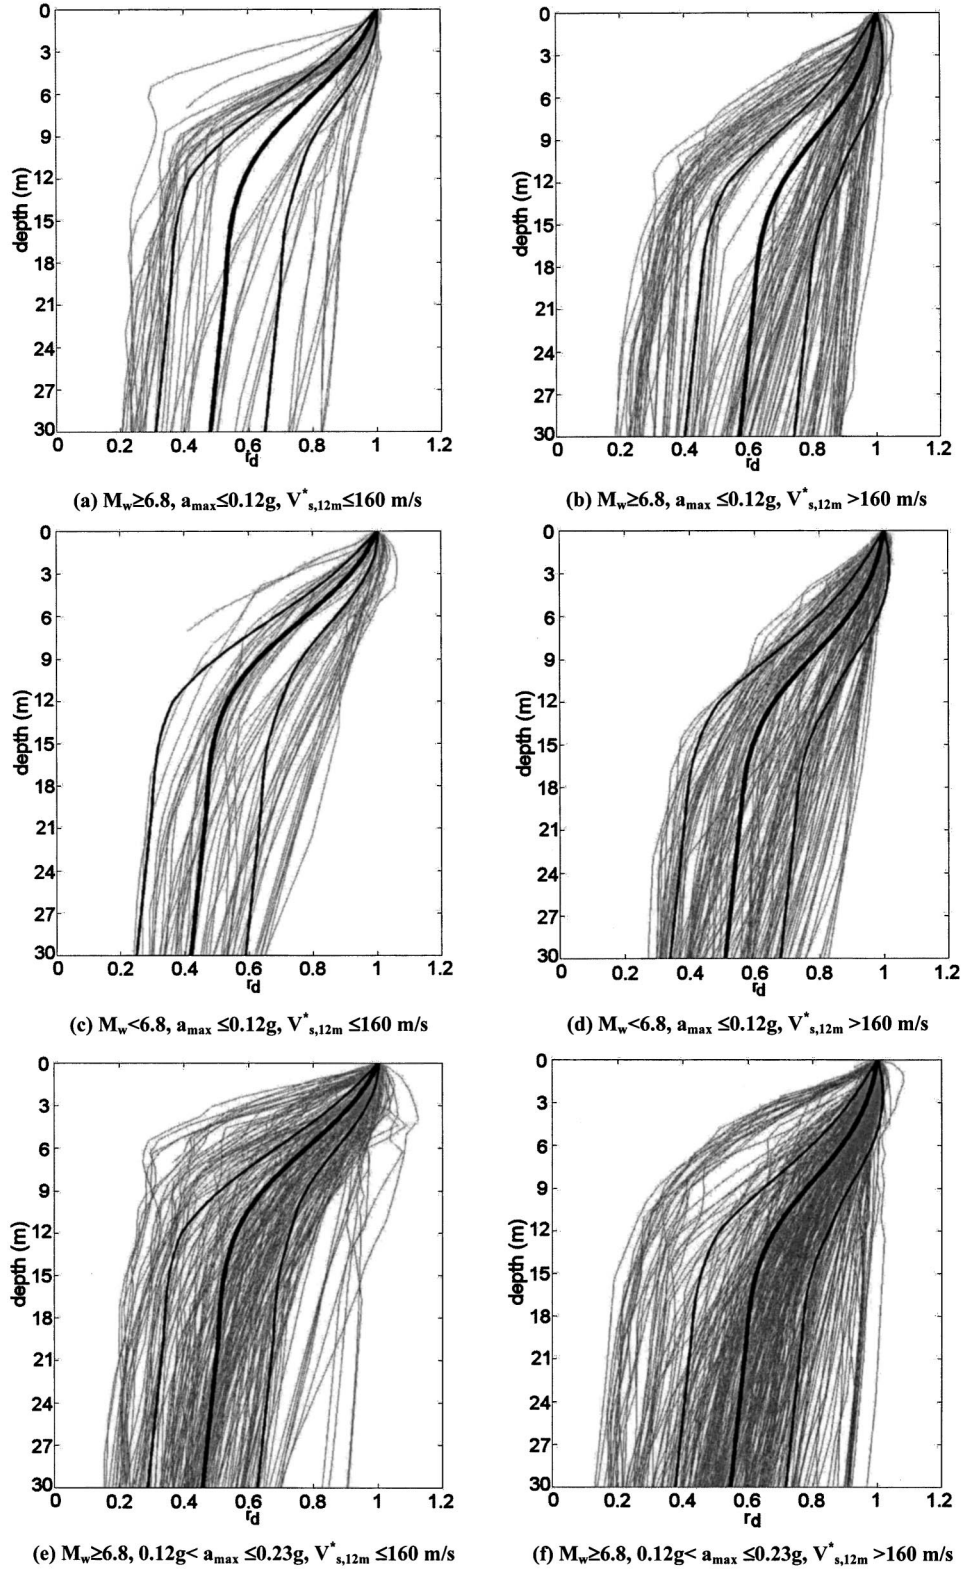 0
3
6
9
12
15
18
21
24
27
30
depth (m)
0 0.2 0.4 0.6 0.8 1 1.2
rd
(a) Mw≥6.8, amax≤0.12g, V*s,12m≤160 m/s
0
3
6
9
12
15
18
21
24
27
30
depth (m)
0 0.2 0.4 0.6 0.8 1 1.2
rd
(b) Mw≥6.8, amax ≤0.12g, V*s,12m >160 m/s
0
3
6
9
12
15
18
21
24
27
30
depth (m)
0 0.2 0.4 0.6 0.8 1 1.2
rd
(c) Mw<6.8, amax ≤0.12g, V*s,12m ≤160 m/s
0
3
6
9
12
15
18
21
24
27
30
depth (m)
0 0.2 0.4 0.6 0.8 1 1.2
rd
(d) Mw<6.8, amax ≤0.12g, V*s,12m >160 m/s
0
3
6
9
12
15
18
21
24
27
30
depth (m)
0 0.2 0.4 0.6 0.8 1 1.2
rd
(e) Mw≥6.8, 0.12g< amax ≤0.23g, V*s,12m ≤160 m/s
0
3
6
9
12
15
18
21
24
27
30
depth (m)
0 0.2 0.4 0.6 0.8 1 1.2
rd
(f) Mw≥6.8, 0.12g< amax ≤0.23g, V*s,12m >160 m/s